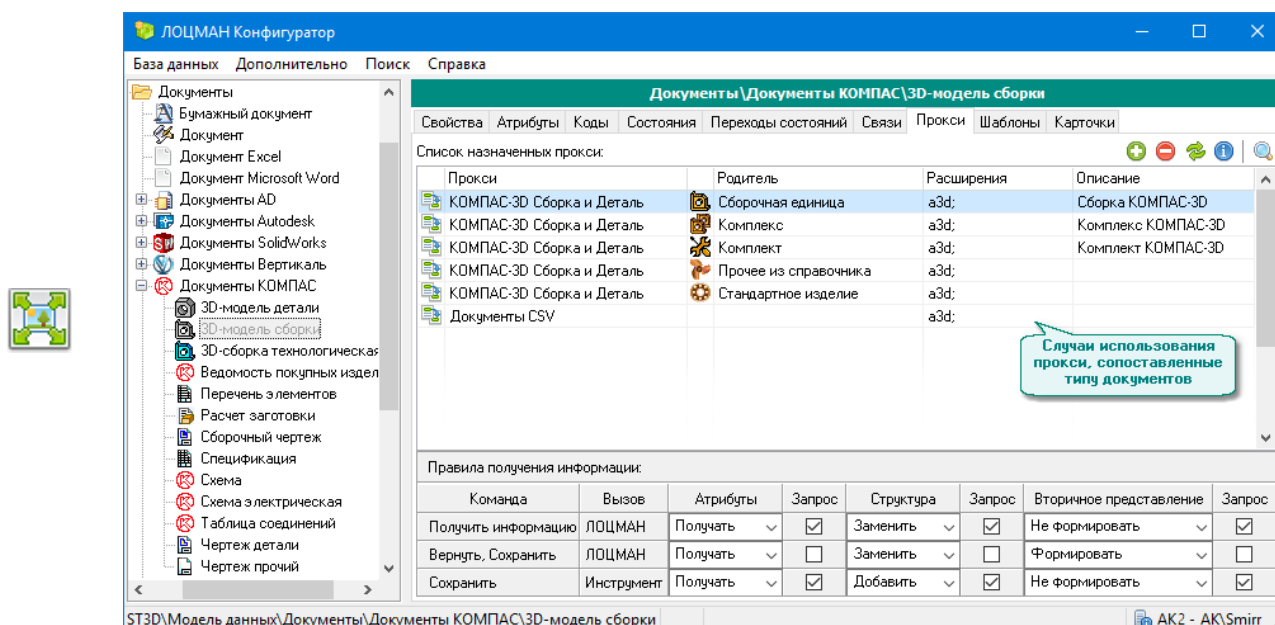 ЛОЦМАН Конфигуратор
База данных Дополнительно Поиск Справка
Документы
Бумажный документ
Документ
Документ Excel
Документ Microsoft Word
Документы AD
Документы Autodesk
Документы SolidWorks
Документы Вертикаль
Документы КОМПАС
3D-модель детали
3D-модель сборки
3D-сборка технологическая
Ведомость покупных издел
Перечень элементов
Расчет заготовки
Сборочный чертеж
Спецификация
Схема
Схема электрическая
Таблица соединений
Чертеж детали
Чертеж прочий
Документы\Документы КОМПАС\3D-модель сборки
Свойства Атрибуты Коды Состояния Переходы состояний Связи Прокси Шаблоны Карточки
Список назначенных прокси:
Прокси Родитель Расширения Описание
КОМПАС-3D Сборка и Деталь Сборочная единица a3d; Сборка КОМПАС-3D
КОМПАС-3D Сборка и Деталь Комплекс a3d; Комплекс КОМПАС-3D
КОМПАС-3D Сборка и Деталь Комплект a3d; Комплект КОМПАС-3D
КОМПАС-3D Сборка и Деталь Прочее из справочника a3d;
КОМПАС-3D Сборка и Деталь Стандартное изделие a3d;
Документы CSV a3d;
Случаи использования
прокси, сопоставленные
типу документов
Правила получения информации:
Команда Вызов Атрибуты Запрос Структура Запрос Вторичное представление Запрос
Получить информацию ЛОЦМАН Получать Заменить Не формировать
Вернуть, Сохранить ЛОЦМАН Получать Заменить Формировать
Сохранить Инструмент Получать Добавить Не формировать
ST3D\Модель данных\Документы\Документы КОМПАС\3D-модель сборки AK2 - AK\Smirr